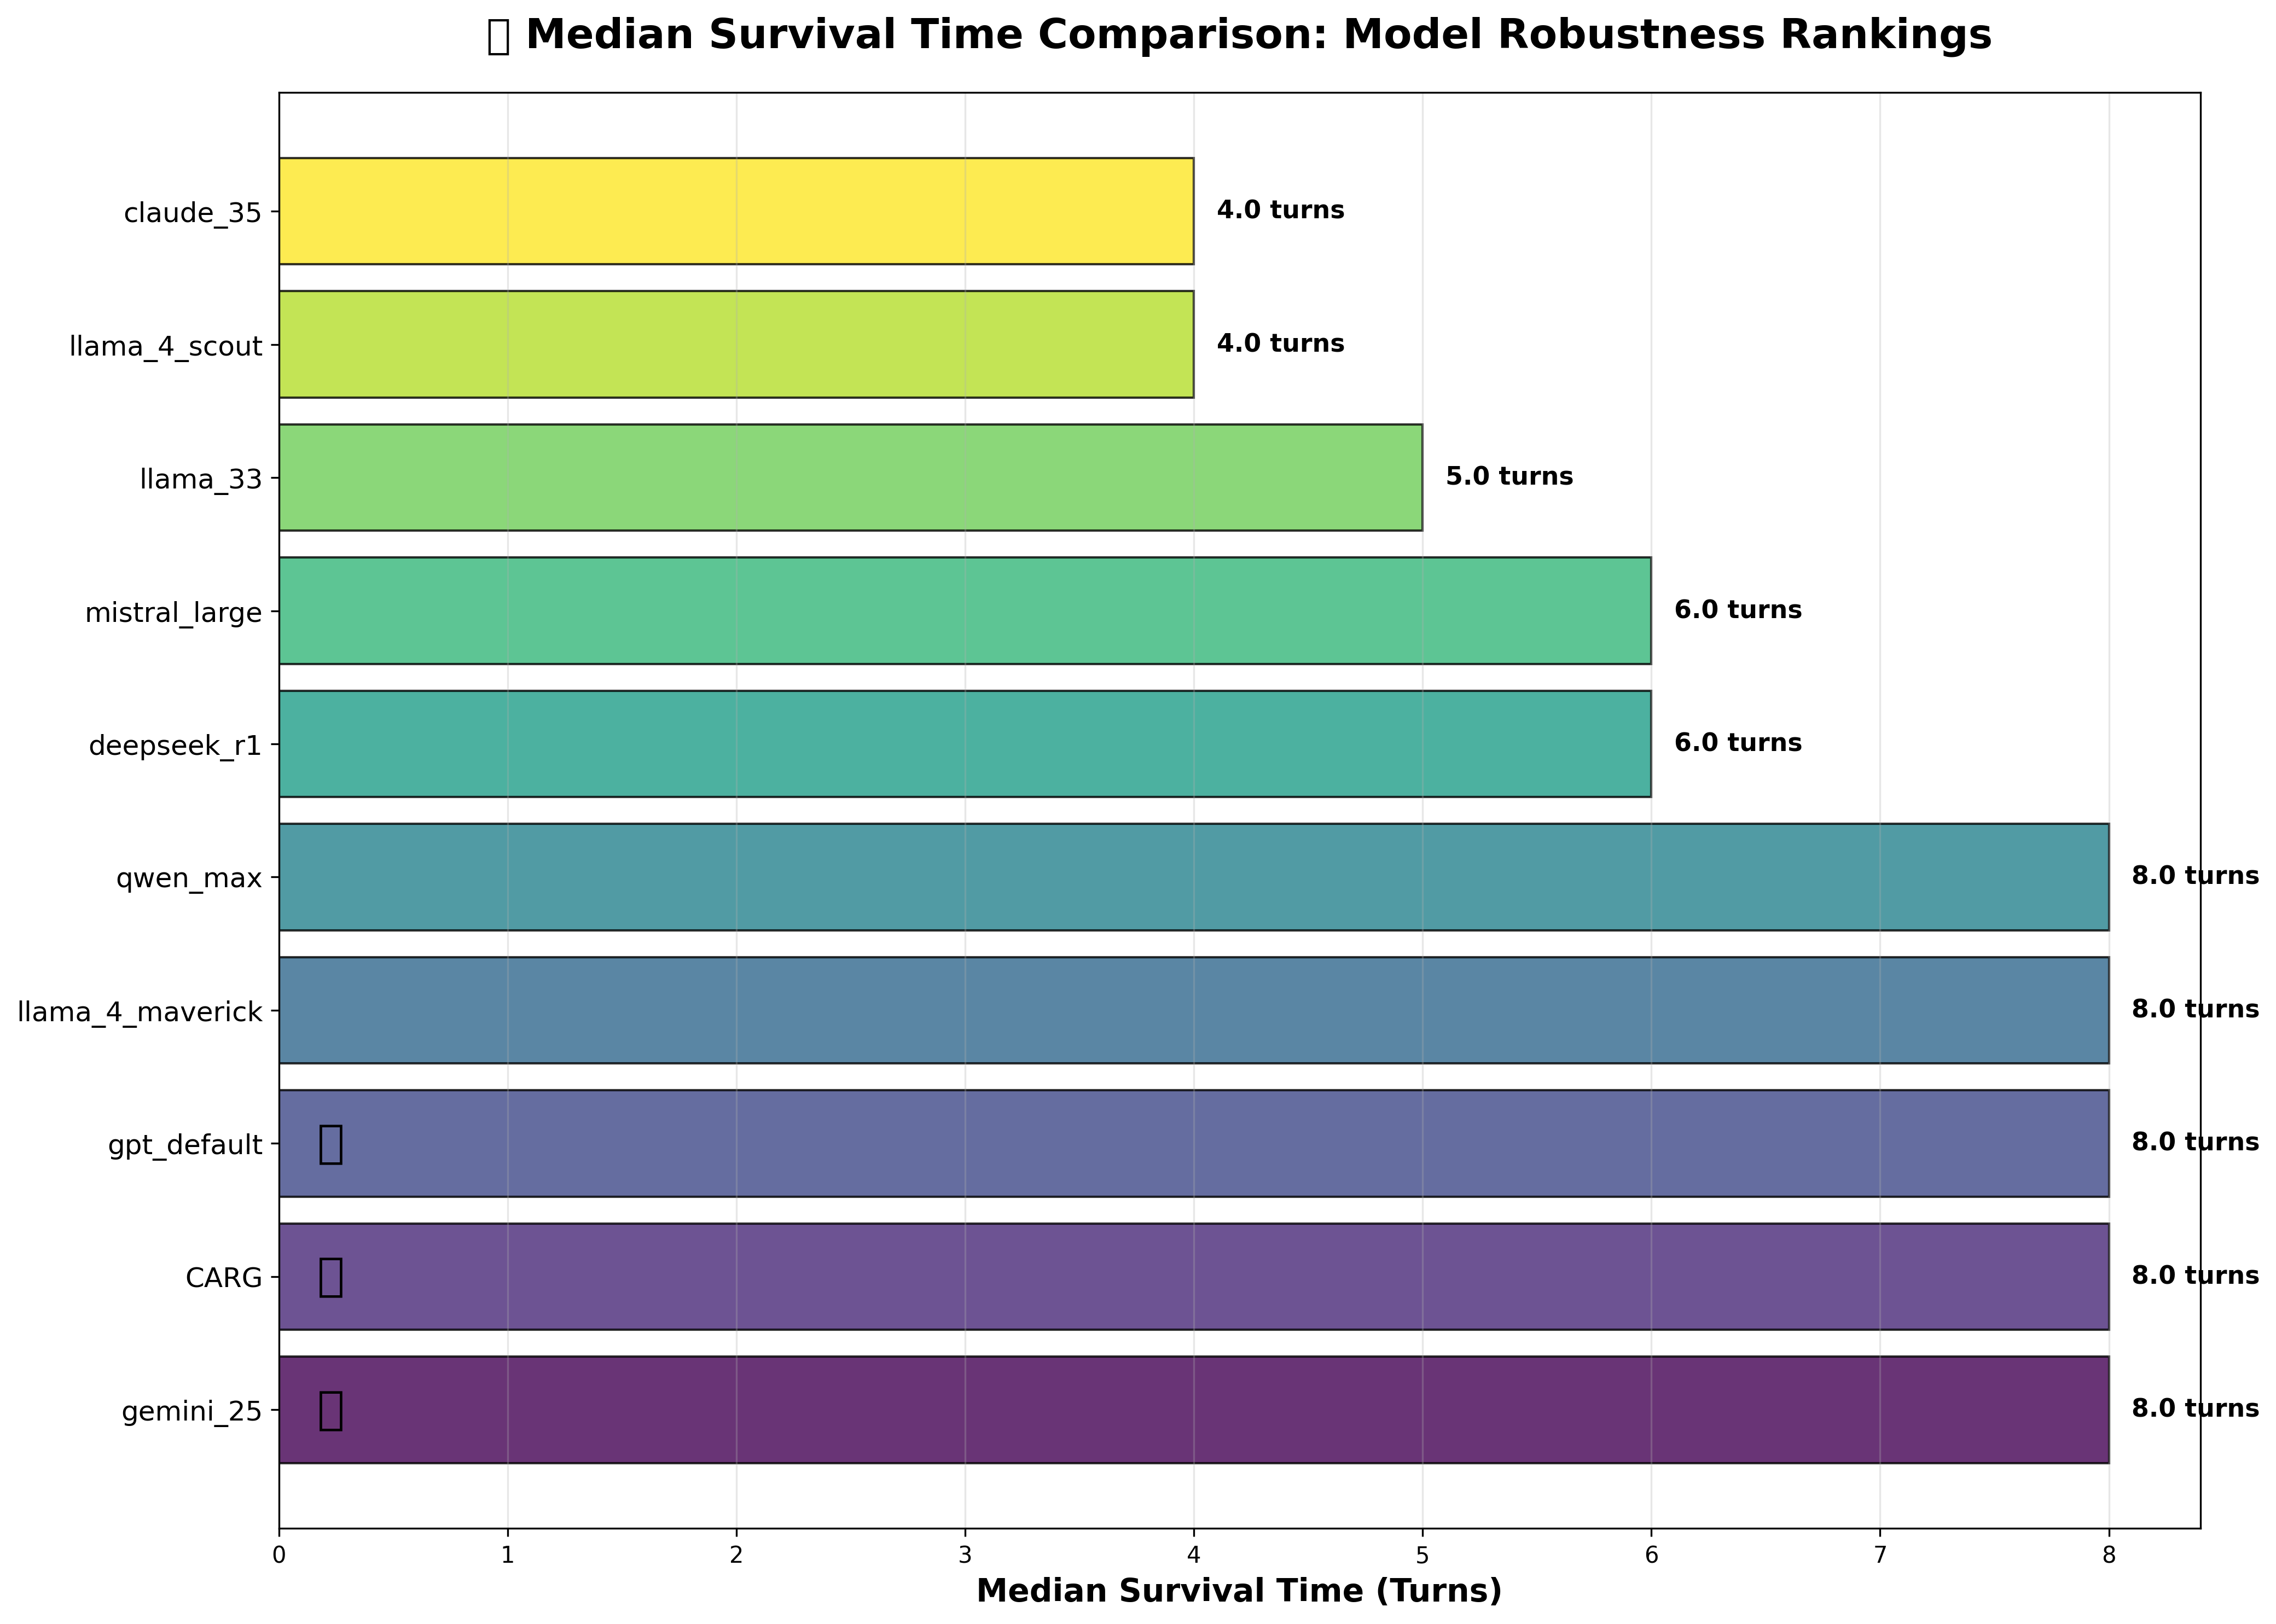 Median Survival Time Comparison: Model Robustness Rankings
claude_35 4.0 turns
llama_4_scout 4.0 turns
llama_33 5.0 turns
mistral_large 6.0 turns
deepseek_r1 6.0 turns
qwen_max 8.0 turns
llama_4_maverick 8.0 turns
gpt_default 8.0 turns
CARG 8.0 turns
gemini_25 8.0 turns
0 1 2 3 4 5 6 7 8
Median Survival Time (Turns)